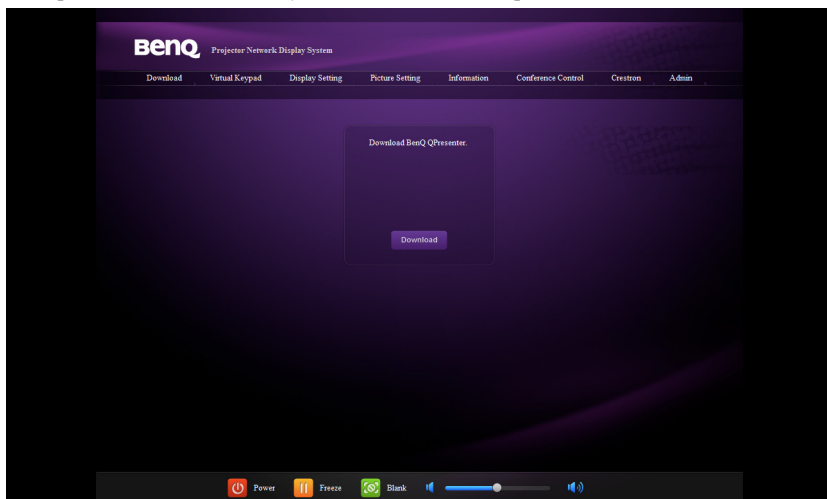 BenQ Projector Network Display System
Download Virtual Keypad Display Setting Picture Setting Information Conference Control Crestron Admin
Download BenQ QPresenter.
Download
Power Freeze Blank